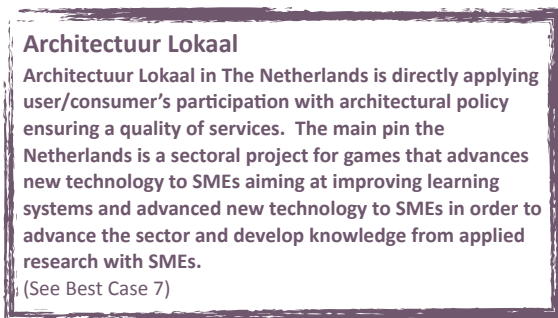 Architectuur Lokaal
Architectuur Lokaal in The Netherlands is directly applying
user/consumer's participation with architectural policy
ensuring a quality of services.  The main pin the
Netherlands is a sectoral project for games that advances
new technology to SMEs aiming at improving learning
systems and advanced new technology to SMEs in order to
advance the sector and develop knowledge from applied
research with SMEs.
(See Best Case 7)